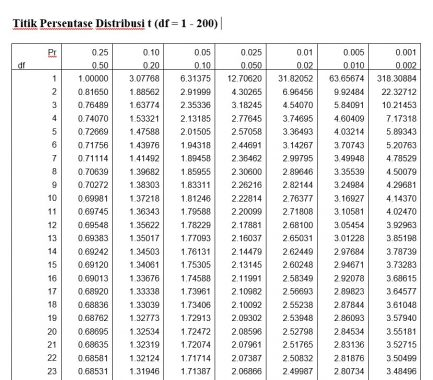 Titik Persentase Distribusi t (df = 1 - 200)
Pr 0.25 0.10 0.05 0.025 0.01 0.005 0.001
df 0.50 0.20 0.10 0.050 0.02 0.010 0.002
1 1.00000 3.07768 6.31375 12.70620 31.82052 63.65674 318.30884
2 0.81650 1.88562 2.91999 4.30265 6.96456 9.92484 22.32712
3 0.76489 1.63774 2.35336 3.18245 4.54070 5.84091 10.21453
4 0.74070 1.53321 2.13185 2.77645 3.74695 4.60409 7.17318
5 0.72669 1.47588 2.01505 2.57058 3.36493 4.03214 5.89343
6 0.71756 1.43976 1.94318 2.44691 3.14267 3.70743 5.20763
7 0.71114 1.41492 1.89458 2.36462 2.99795 3.49948 4.78529
8 0.70639 1.39682 1.85955 2.30600 2.89646 3.35539 4.50079
9 0.70272 1.38303 1.83311 2.26216 2.82144 3.24984 4.29681
10 0.69981 1.37218 1.81246 2.22814 2.76377 3.16927 4.14370
11 0.69745 1.36343 1.79588 2.20099 2.71808 3.10581 4.02470
12 0.69548 1.35622 1.78229 2.17881 2.68100 3.05454 3.92963
13 0.69383 1.35017 1.77093 2.16037 2.65031 3.01228 3.85198
14 0.69242 1.34503 1.76131 2.14479 2.62449 2.97684 3.78739
15 0.69120 1.34061 1.75305 2.13145 2.60248 2.94671 3.73283
16 0.69013 1.33676 1.74588 2.11991 2.58349 2.92078 3.68615
17 0.68920 1.33338 1.73961 2.10982 2.56693 2.89823 3.64577
18 0.68836 1.33039 1.73406 2.10092 2.55238 2.87844 3.61048
19 0.68762 1.32773 1.72913 2.09302 2.53948 2.86093 3.57940
20 0.68695 1.32534 1.72472 2.08596 2.52798 2.84534 3.55181
21 0.68635 1.32319 1.72074 2.07961 2.51765 2.83136 3.52715
22 0.68581 1.32124 1.71714 2.07387 2.50832 2.81876 3.50499
23 0.68531 1.31946 1.71387 2.06866 2.49987 2.80734 3.48496